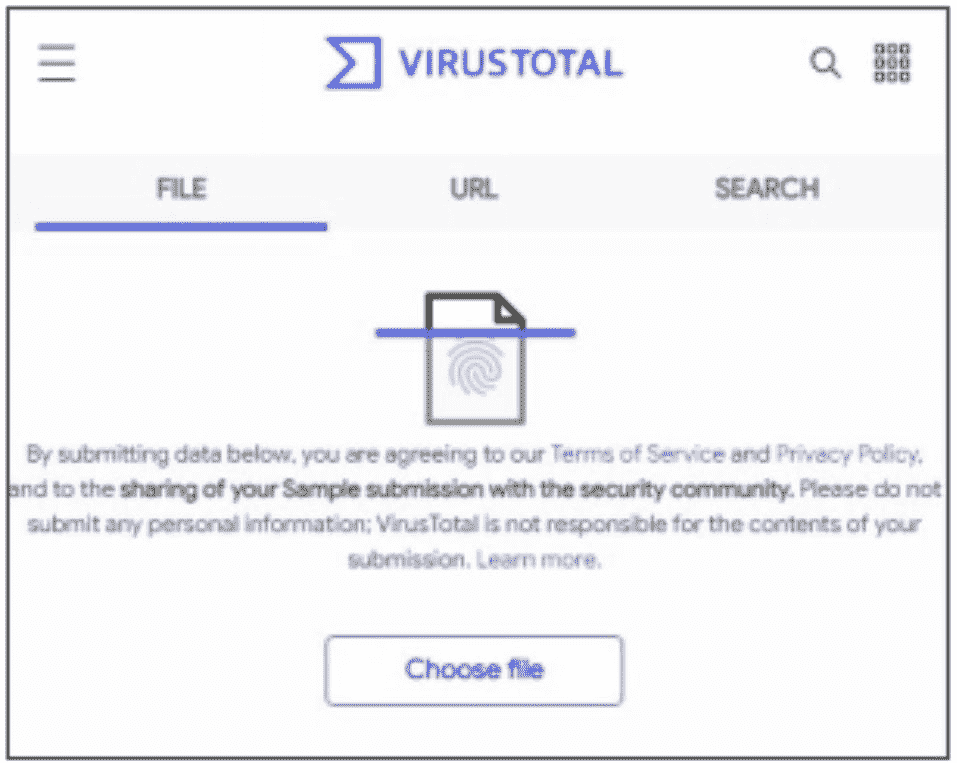 VIRUSTOTAL
FILE URL SEARCH
By submitting data below, you are agreeing to our Terms of Service and Privacy Policy,
and to the sharing of your Sample submission with the security community. Please do not
submit any personal information; VirusTotal is not responsible for the contents of your
submission. Learn more.
Choose file